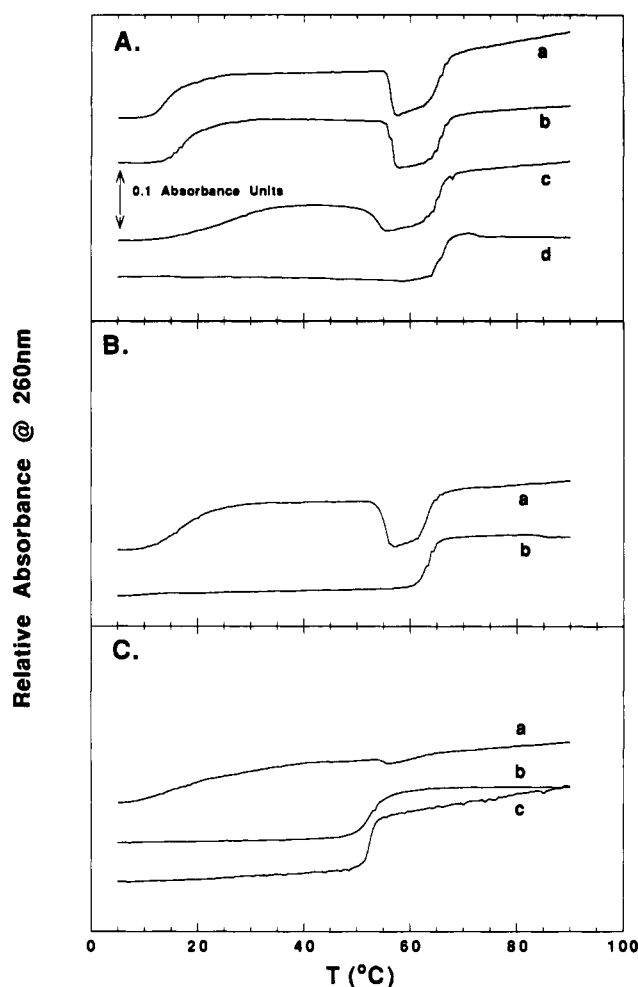 A.
a
b
c
d
0.1 Absorbance Units
B.
a
b
C.
a
b
c
Relative Absorbance @ 260nm
0 20 40 60 80 100
T (°C)